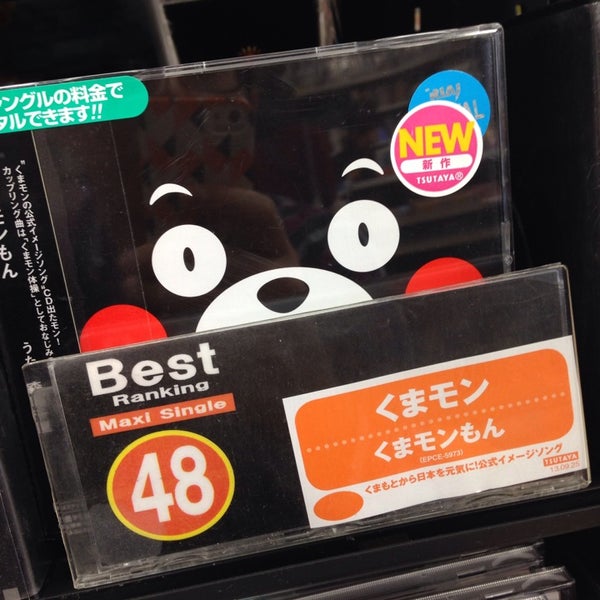 ングルの料金で
タルできます!!
NEW
新作
TSUTAYA®
"くまモンの公式イメージソング"CD出たモン!
カップリング曲は、「くまモン体操」としておなじみ
モンもん
うた
Best
Ranking
Maxi Single
48
くまモン
くまモンもん
(EPCE-5973)
くまもとから日本を元気に!公式イメージソング
TSUTAYA
13.09.25